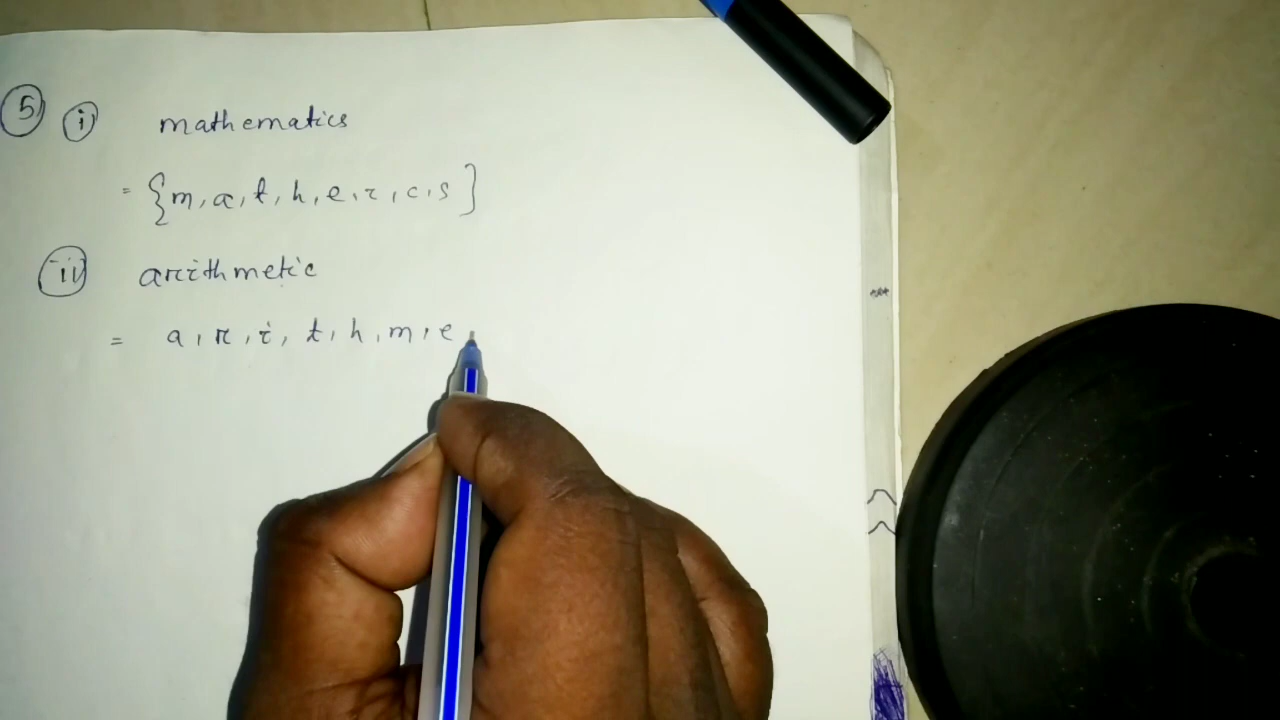 5 i mathematics
= {m, a, t, h, e, i, c, s}
ii arithmetic
= a, r, i, t, h, m, e